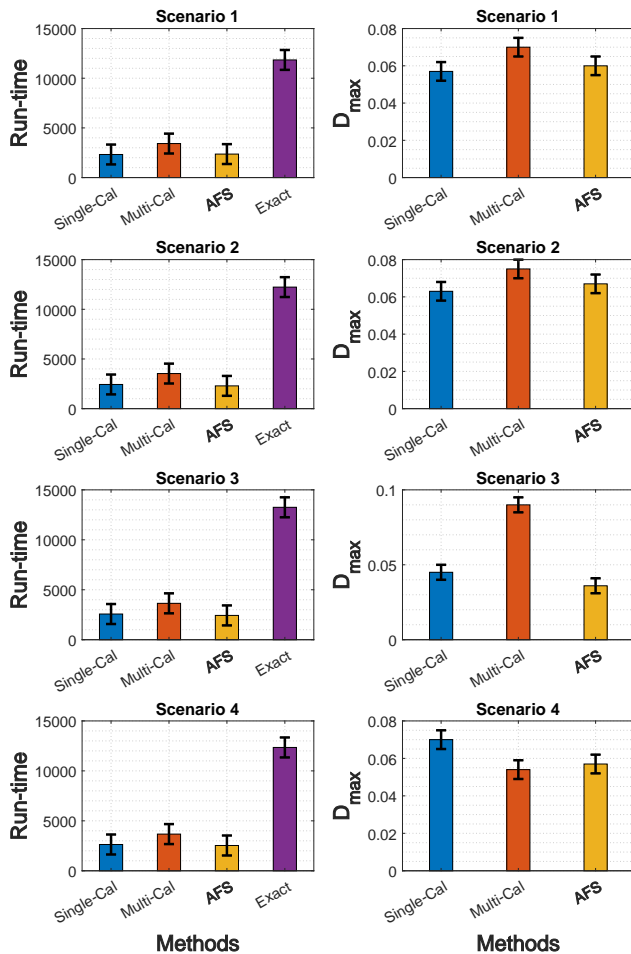 Scenario 1
Run-time
15000
10000
5000
0
Single-Cal
Multi-Cal
AFS
Exact
Scenario 1
D_max
0.08
0.06
0.04
0.02
0
Single-Cal
Multi-Cal
AFS
Scenario 2
Run-time
15000
10000
5000
0
Single-Cal
Multi-Cal
AFS
Exact
Scenario 2
D_max
0.08
0.06
0.04
0.02
0
Single-Cal
Multi-Cal
AFS
Scenario 3
Run-time
15000
10000
5000
0
Single-Cal
Multi-Cal
AFS
Exact
Scenario 3
D_max
0.1
0.05
0
Single-Cal
Multi-Cal
AFS
Scenario 4
Run-time
15000
10000
5000
0
Single-Cal
Multi-Cal
AFS
Exact
Methods
Scenario 4
D_max
0.08
0.06
0.04
0.02
0
Single-Cal
Multi-Cal
AFS
Methods